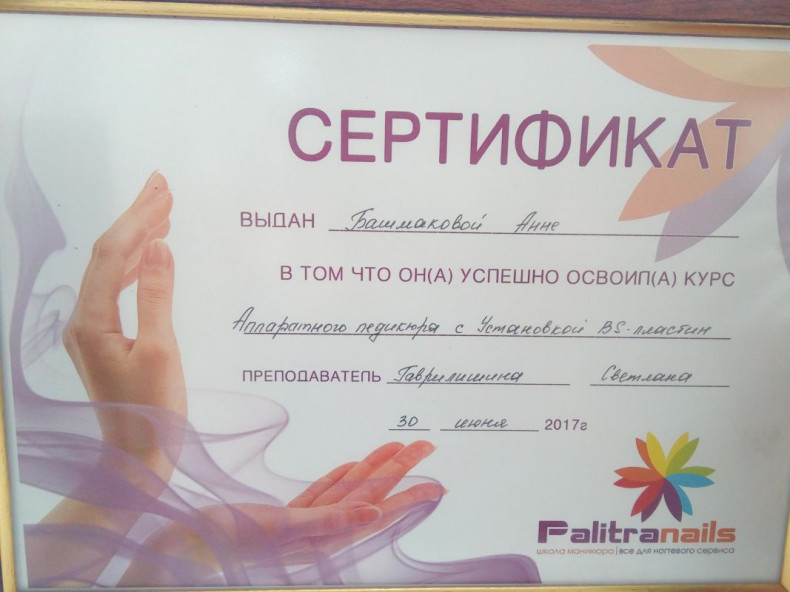 СЕРТИФИКАТ
ВЫДАН Башмаковой Анне
В ТОМ ЧТО ОН(А) УСПЕШНО ОСВОИЛ(А) КУРС
Аппаратного педикюра с Установкой BS-пластин
ПРЕПОДАВАТЕЛЬ Гаврилишина Светлана
30 июня 2017г
Palitranails
школа маникюра | все для ногтевого сервиса